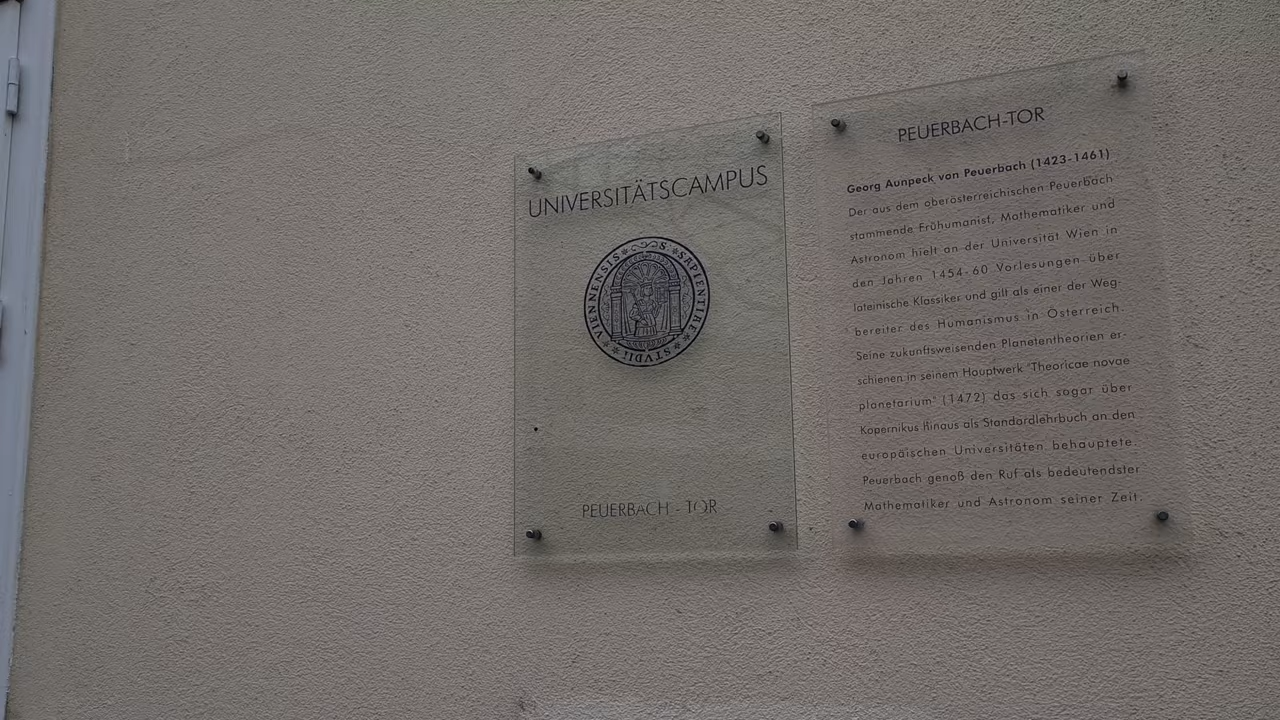 UNIVERSITÄTSCAMPUS
S · SAPIENTIRE ✶ STVDII ✶ VIENNENSIS
PEUERBACH - TOR
PEUERBACH-TOR
Georg Aunpeck von Peuerbach (1423-1461)
Der aus dem oberösterreichischen Peuerbach
stammende Frühumanist, Mathematiker und
Astronom hielt an der Universität Wien in
den Jahren 1454-60 Vorlesungen über
lateinische Klassiker und gilt als einer der Weg-
bereiter des Humanismus in Österreich.
Seine zukunftsweisenden Planetentheorien er-
schienen in seinem Hauptwerk "Theoricae novae
planetarium" (1472) das sich sogar über
Kopernikus hinaus als Standardlehrbuch an den
europäischen Universitäten behauptete.
Peuerbach genoß den Ruf als bedeutendster
Mathematiker und Astronom seiner Zeit.